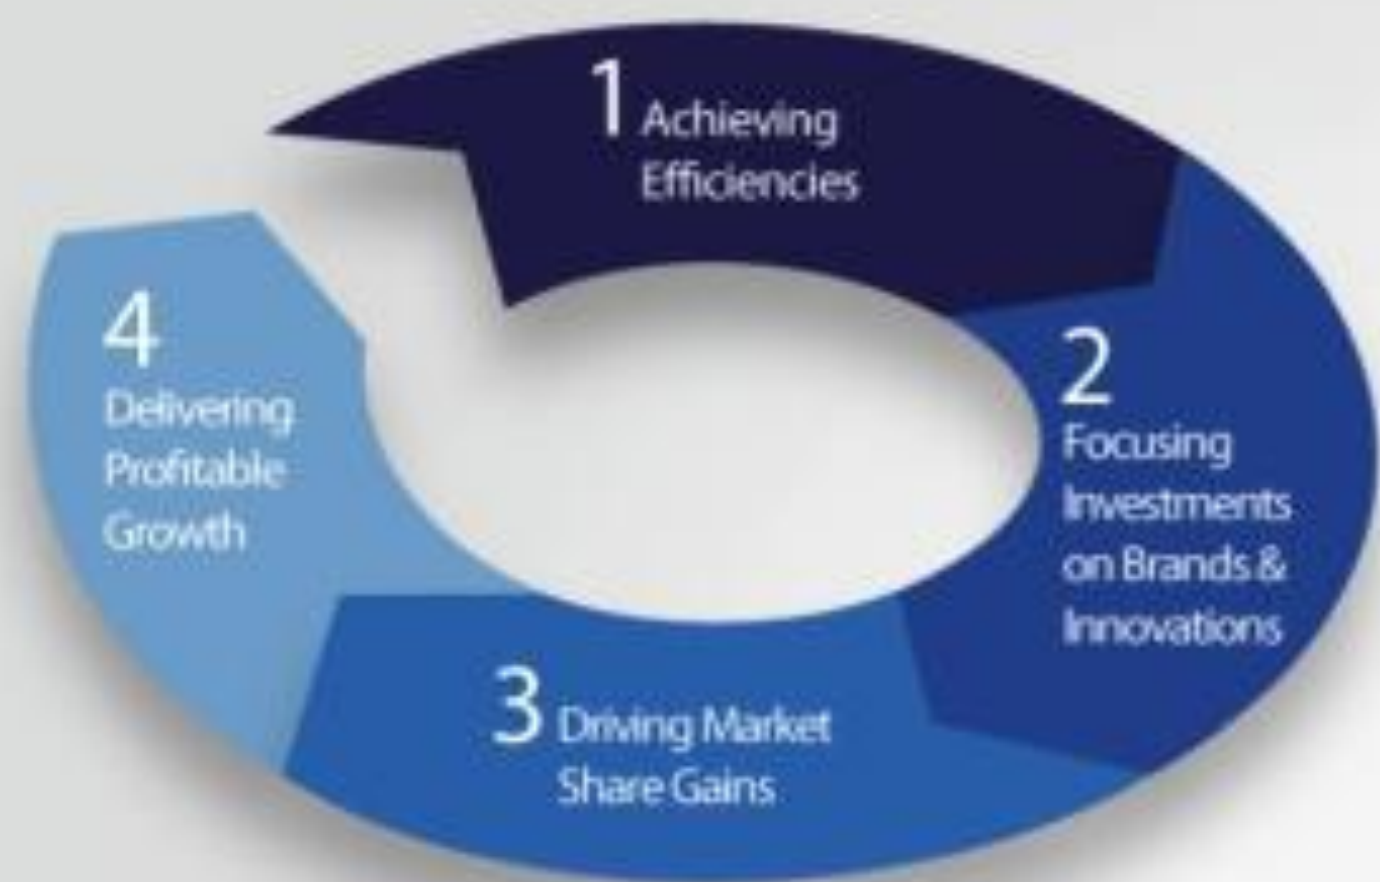 1 Achieving
Efficiencies
2
Focusing
Investments
on Brands &
Innovations
3 Driving Market
Share Gains
4
Delivering
Profitable
Growth